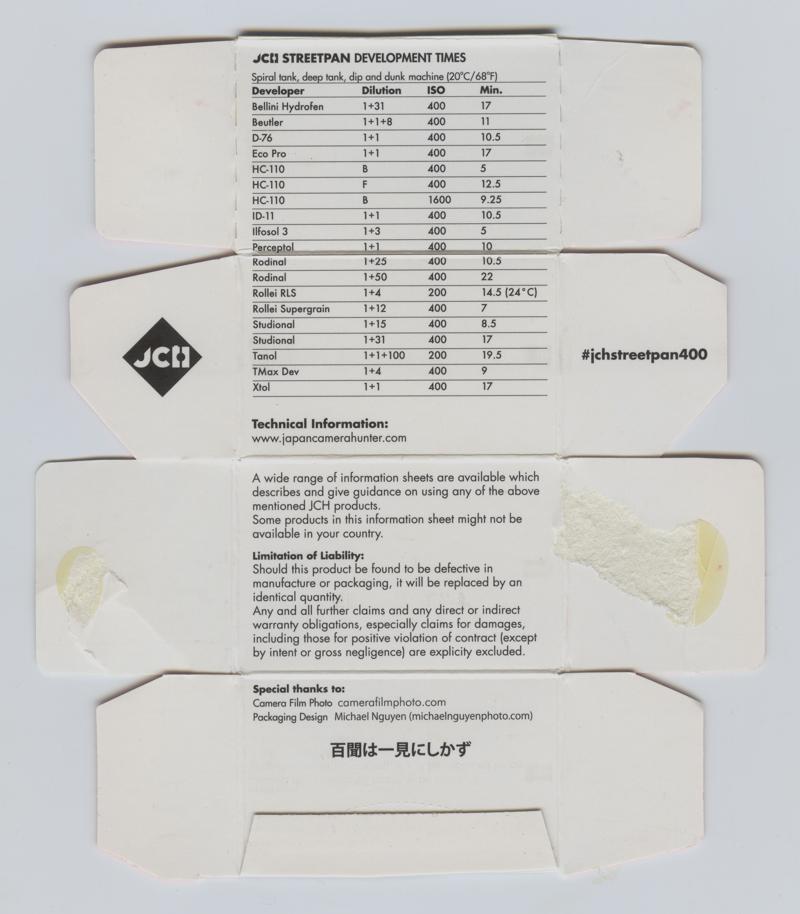 JCH STREETPAN DEVELOPMENT TIMES
Spiral tank, deep tank, dip and dunk machine (20°C/68°F)
Developer Dilution ISO Min.
Bellini Hydrofen 1+31 400 17
Beutler 1+1+8 400 11
D-76 1+1 400 10.5
Eco Pro 1+1 400 17
HC-110 B 400 5
HC-110 F 400 12.5
HC-110 B 1600 9.25
ID-11 1+1 400 10.5
Ilfosol 3 1+3 400 5
Perceptol 1+1 400 10
Rodinal 1+25 400 10.5
Rodinal 1+50 400 22
Rollei RLS 1+4 200 14.5 (24°C)
Rollei Supergrain 1+12 400 7
Studional 1+15 400 8.5
Studional 1+31 400 17
Tanol 1+1+100 200 19.5
TMax Dev 1+4 400 9
Xtol 1+1 400 17
JCH
#jchstreetpan400
Technical Information:
www.japancamerahunter.com
A wide range of information sheets are available which
describes and give guidance on using any of the above
mentioned JCH products.
Some products in this information sheet might not be
available in your country.
Limitation of Liability:
Should this product be found to be defective in
manufacture or packaging, it will be replaced by an
identical quantity.
Any and all further claims and any direct or indirect
warranty obligations, especially claims for damages,
including those for positive violation of contract (except
by intent or gross negligence) are explicity excluded.
Special thanks to:
Camera Film Photo camerafilmphoto.com
Packaging Design Michael Nguyen (michaelnguyenphoto.com)
百聞は一見にしかず